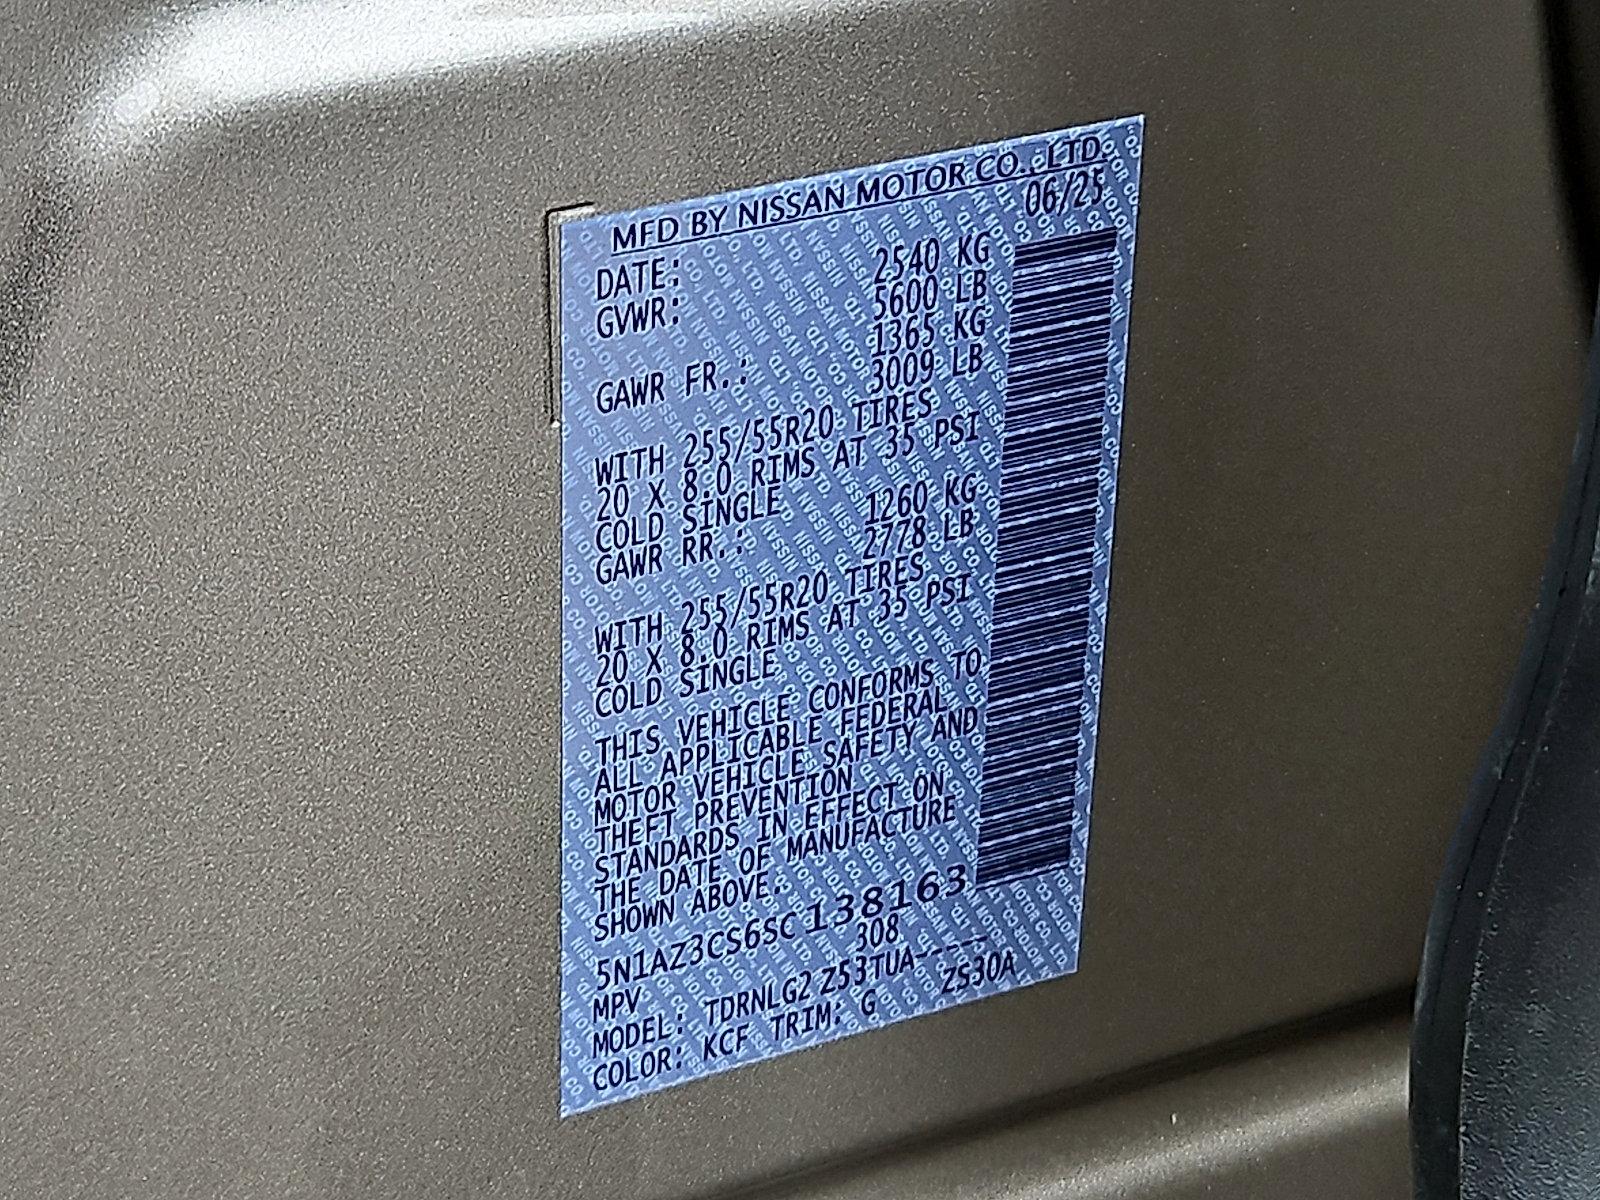 MFD BY NISSAN MOTOR CO., LTD.
DATE: 06/25
GVWR: 2540 KG
5600 LB
GAWR FR.: 1365 KG
3009 LB
WITH 255/55R20 TIRES
20 X 8.0 RIMS AT 35 PSI
COLD SINGLE
GAWR RR.: 1260 KG
2778 LB
WITH 255/55R20 TIRES
20 X 8.0 RIMS AT 35 PSI
COLD SINGLE
THIS VEHICLE CONFORMS TO
ALL APPLICABLE FEDERAL
MOTOR VEHICLE SAFETY AND
THEFT PREVENTION
STANDARDS IN EFFECT ON
THE DATE OF MANUFACTURE
SHOWN ABOVE.
5N1AZ3CS6SC138163
MPV 308
MODEL: TDRNLG2 Z53TUA-----
COLOR: KCF TRIM: G ZS30A